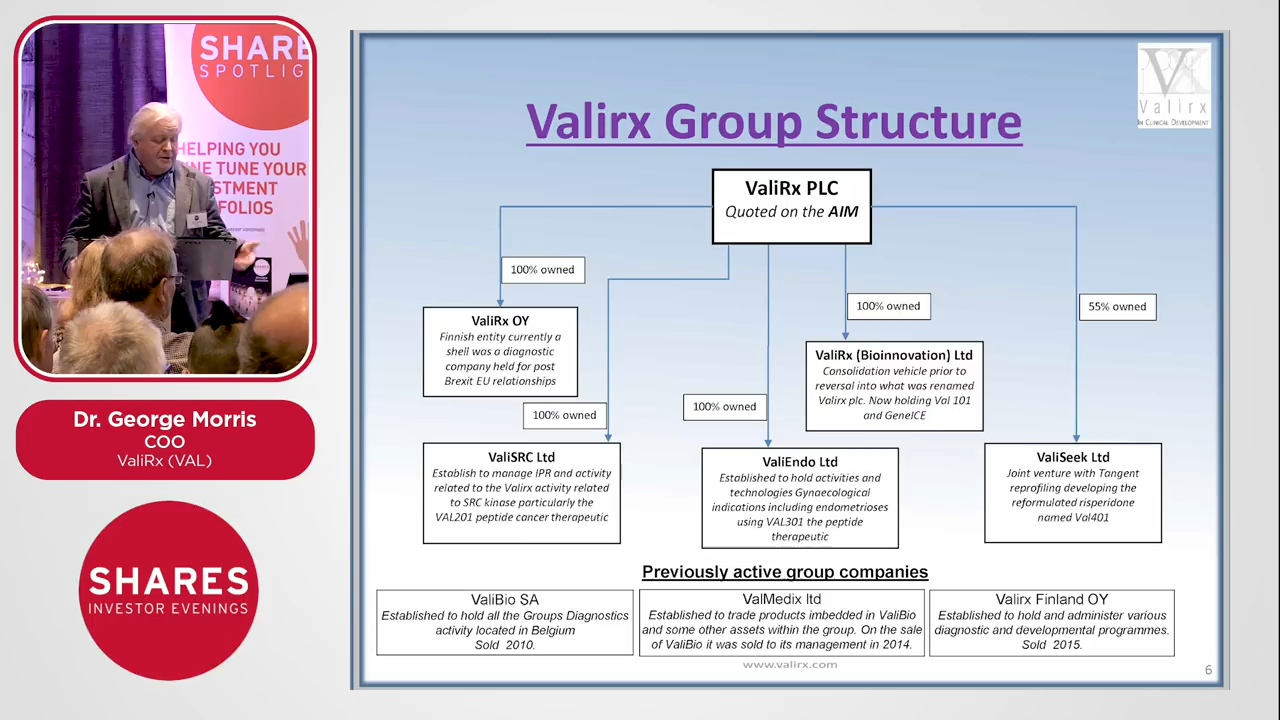 SHARE
SPOTLIG
HELPING YOU
NE TUNE YOUR
STMENT
FOLIOS
Dr. George Morris
COO
ValiRx (VAL)
SHARES
INVESTOR EVENINGS
Valirx
IN CLINICAL DEVELOPMENT
Valirx Group Structure
ValiRx PLC
Quoted on the AIM
100% owned
100% owned
55% owned
ValiRx OY
Finnish entity currently a
shell was a diagnostic
company held for post
Brexit EU relationships
ValiRx (Bioinnovation) Ltd
Consolidation vehicle prior to
reversal into what was renamed
Valirx plc. Now holding Val 101
and GeneICE
100% owned
100% owned
ValiSRC Ltd
Establish to manage IPR and activity
related to the Valirx activity related
to SRC kinase particularly the
VAL201 peptide cancer therapeutic
ValiEndo Ltd
Established to hold activities and
technologies Gynaecological
indications including endometrioses
using VAL301 the peptide
therapeutic
ValiSeek Ltd
Joint venture with Tangent
reprofiling developing the
reformulated risperidone
named Val401
Previously active group companies
ValiBio SA
Established to hold all the Groups Diagnostics
activity located in Belgium
Sold 2010.
ValMedix ltd
Established to trade products imbedded in ValiBio
and some other assets within the group. On the sale
of ValiBio it was sold to its management in 2014.
Valirx Finland OY
Established to hold and administer various
diagnostic and developmental programmes.
Sold 2015.
www.valirx.com
6